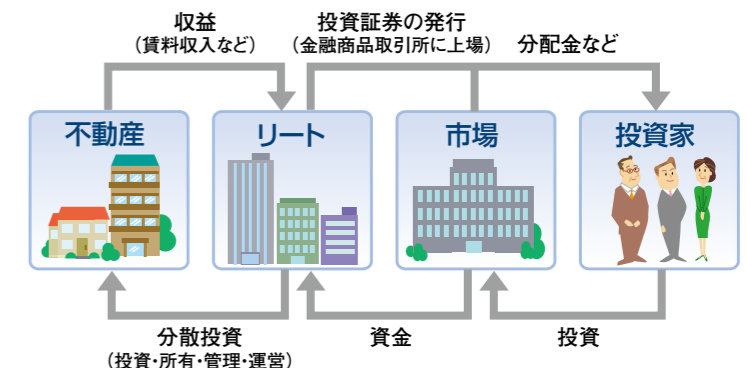 収益
(賃料収入など)
投資証券の発行
(金融商品取引所に上場)
分配金など
不動産
リート
市場
投資家
分散投資
(投資・所有・管理・運営)
資金
投資